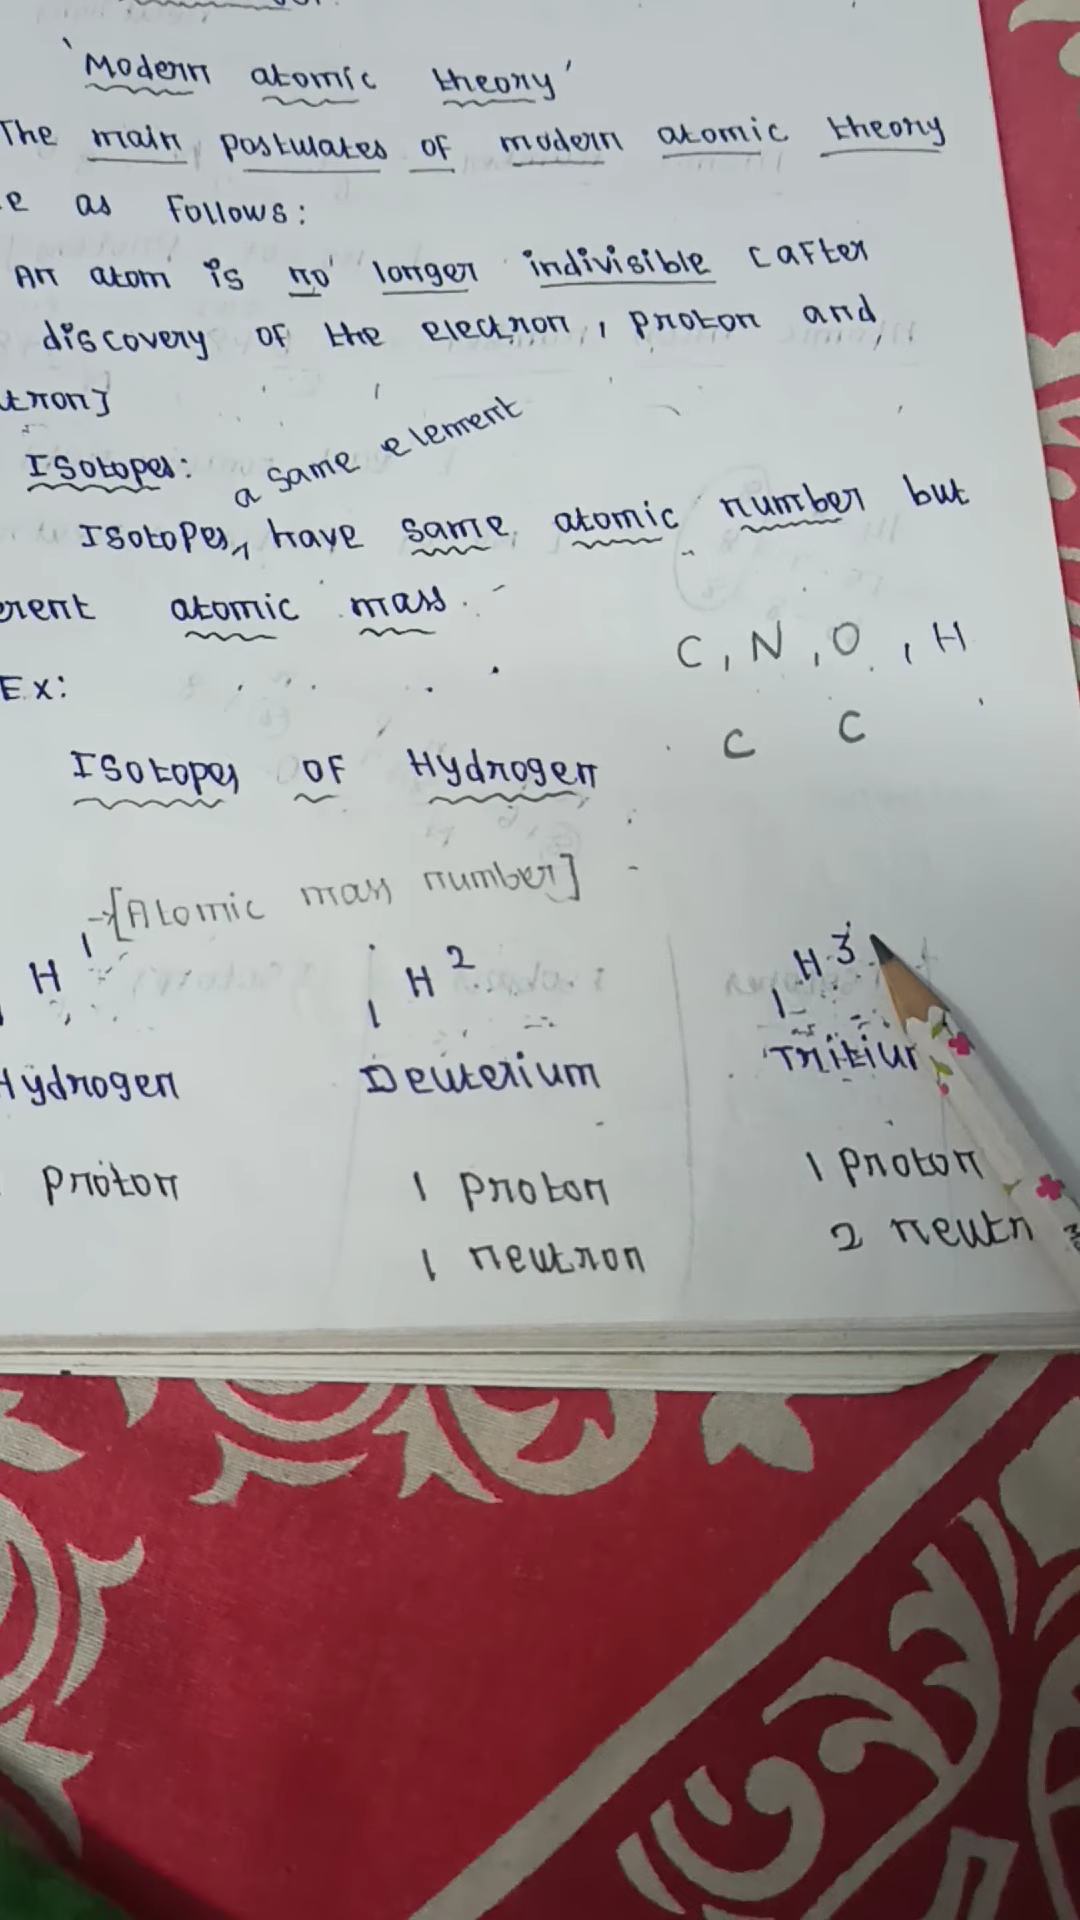 'Modern atomic theory'
The main postulates of modern atomic theory
e as Follows:
An atom is no longer indivisible [after
discovery of the electron, proton and
tron]
Isotopes: a same element
Isotopes, have same atomic number but
erent atomic mass.
C, N, O, H
Ex:
C C
Isotopes OF Hydrogen
→[Atomic mass number]
H 1 1 H 2 1 H 3
Hydrogen Deuterium Tritiu
proton 1 proton 1 proton
1 neutron 2 neutr